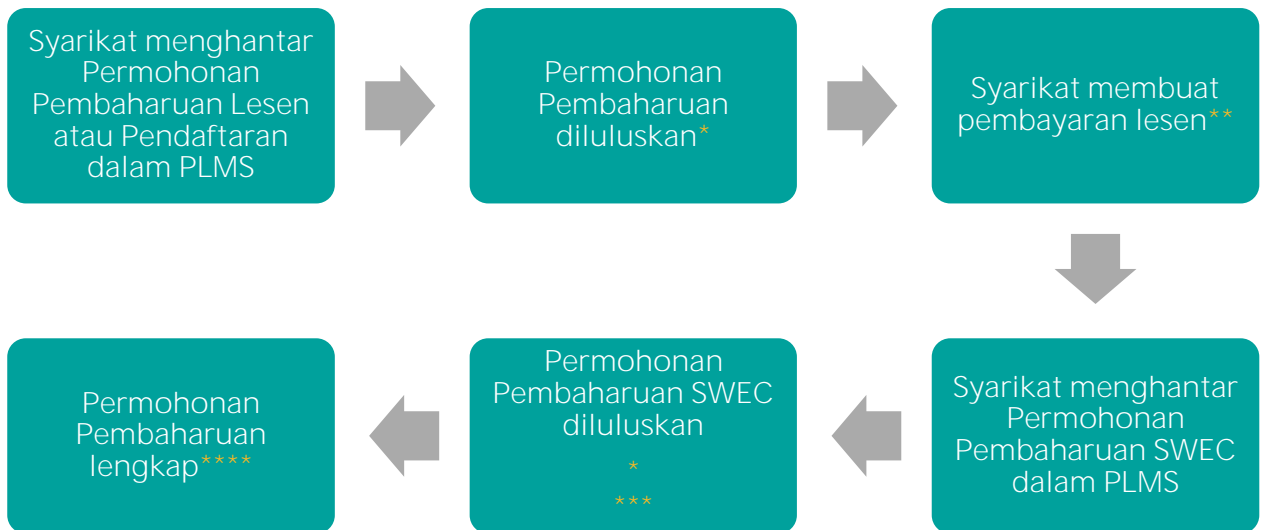 Syarikat menghantar
Permohonan
Pembaharuan Lesen
atau Pendaftaran
dalam PLMS
Permohonan
Pembaharuan
diluluskan*
Syarikat membuat
pembayaran lesen**
Syarikat menghantar
Permohonan
Pembaharuan SWEC
dalam PLMS
Permohonan
Pembaharuan SWEC
diluluskan
*
***
Permohonan
Pembaharuan
lengkap****